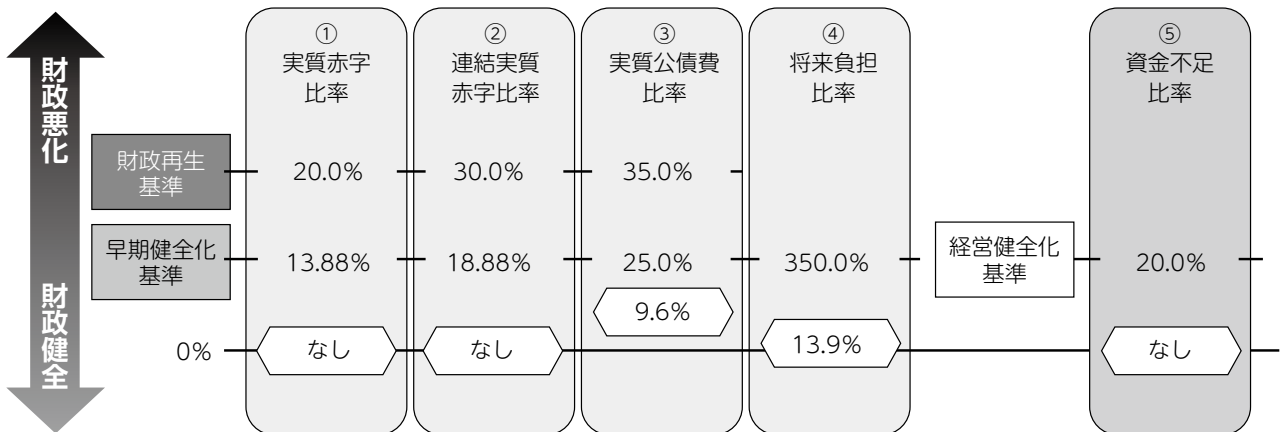 財政悪化
財政健全
①
実質赤字
比率
②
連結実質
赤字比率
③
実質公債費
比率
④
将来負担
比率
⑤
資金不足
比率
財政再生
基準
20.0%
30.0%
35.0%
早期健全化
基準
13.88%
18.88%
25.0%
350.0%
経営健全化
基準
20.0%
9.6%
0%
なし
なし
13.9%
なし